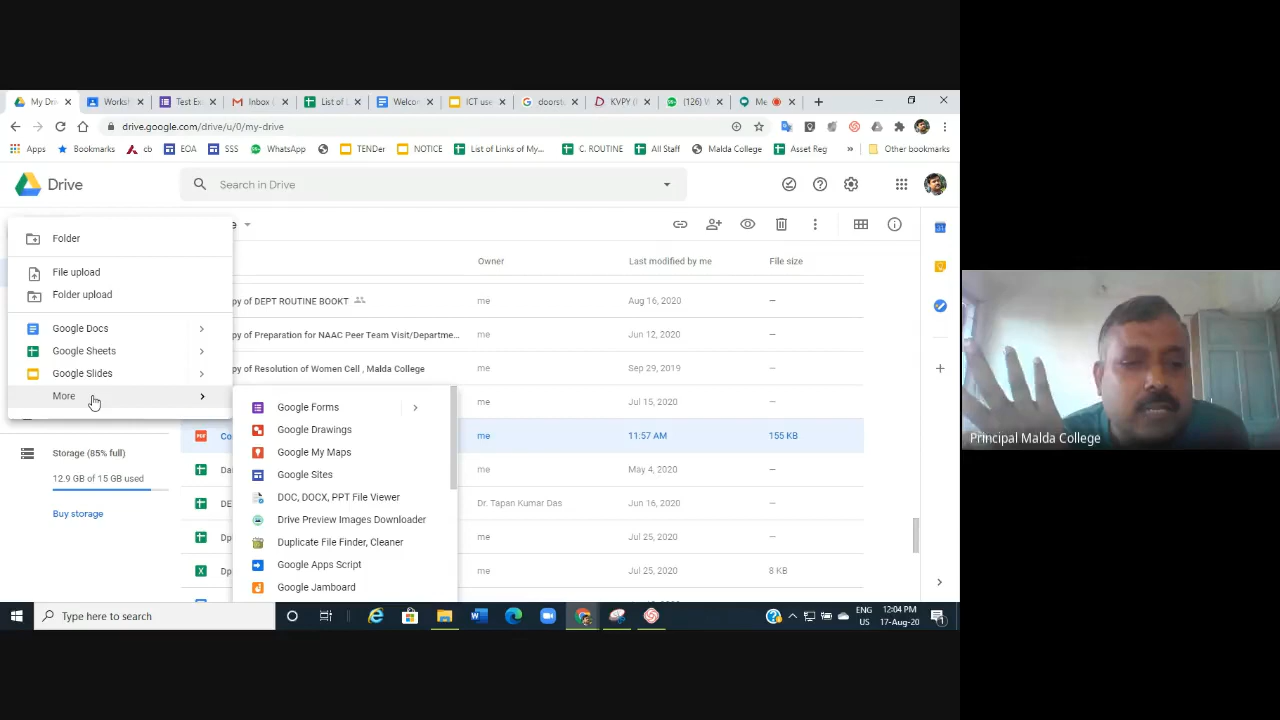 My Dri
Works
Test Ex
Inbox (
List of L
Welcon
ICT use
doorst
KVPY (
(126) W
Me
drive.google.com/drive/u/0/my-drive
Apps
Bookmarks
cb
EOA
SSS
WhatsApp
TENDer
NOTICE
List of Links of My...
C. ROUTINE
All Staff
Malda College
Asset Reg
»
Other bookmarks
Drive
Search in Drive
Folder
File upload
Folder upload
Google Docs
Google Sheets
Google Slides
More
Storage (85% full)
12.9 GB of 15 GB used
Buy storage
Google Forms
Google Drawings
Google My Maps
Google Sites
DOC, DOCX, PPT File Viewer
Drive Preview Images Downloader
Duplicate File Finder, Cleaner
Google Apps Script
Google Jamboard
Owner
Last modified by me
File size
py of DEPT ROUTINE BOOKT
me
Aug 16, 2020
–
py of Preparation for NAAC Peer Team Visit/Departme...
me
Jun 12, 2020
–
py of Resolution of Women Cell , Malda College
me
Sep 29, 2019
–
me
Jul 15, 2020
–
PDF
Co
me
11:57 AM
155 KB
Dai
me
May 4, 2020
–
DE
Dr. Tapan Kumar Das
Jun 16, 2020
–
Dp
me
Jul 25, 2020
–
X
Dp
me
Jul 25, 2020
8 KB
Principal Malda College
Type here to search
ENG
US
12:04 PM
17-Aug-20